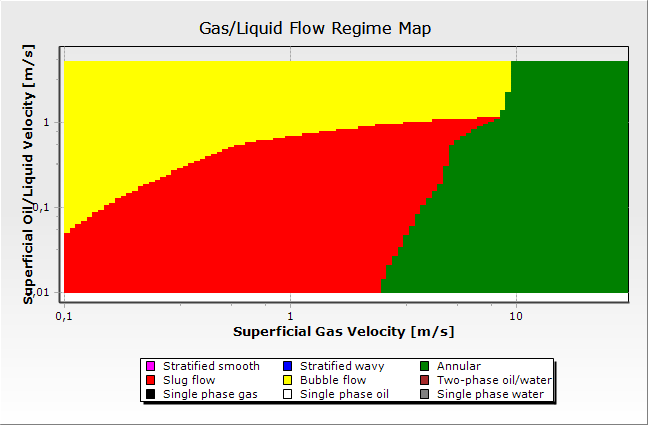 Gas/Liquid Flow Regime Map
Superficial Oil/Liquid Velocity [m/s]
1
0,1
0,01
0,1
1
10
Superficial Gas Velocity [m/s]
Stratified smooth
Stratified wavy
Annular
Slug flow
Bubble flow
Two-phase oil/water
Single phase gas
Single phase oil
Single phase water